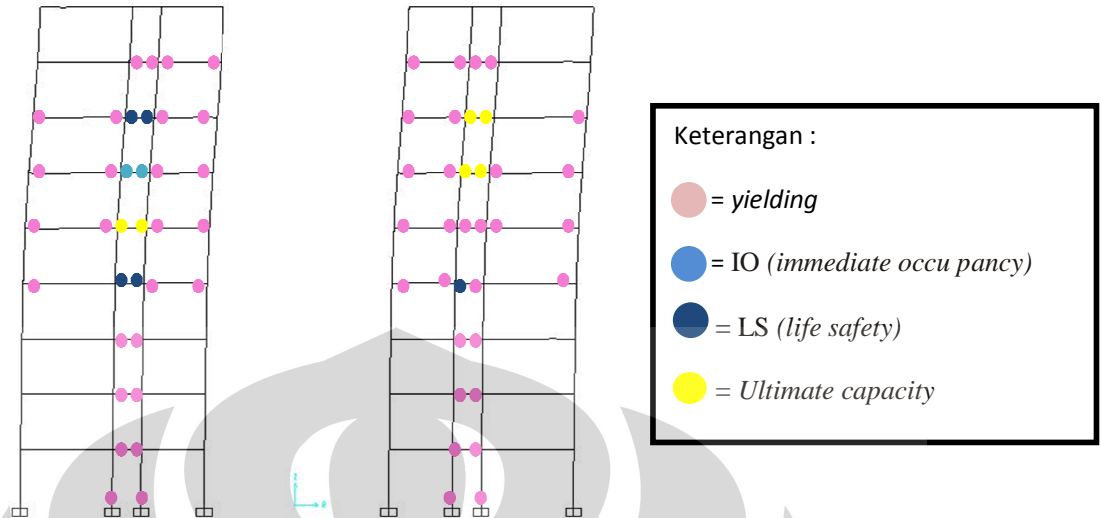 Keterangan :
= yielding
= IO (immediate occu pancy)
= LS (life safety)
= Ultimate capacity